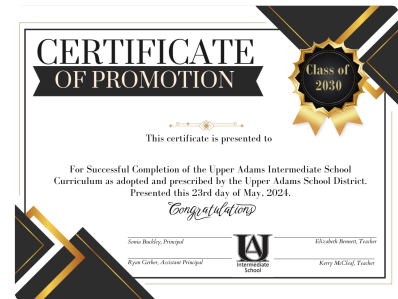 CERTIFICATE
OF PROMOTION
Class of
2030
This certificate is presented to
For Successful Completion of the Upper Adams Intermediate School
Curriculum as adopted and prescribed by the Upper Adams School District.
Presented this 23rd day of May, 2024.
Congratulations
Sonia Buckley, Principal
Elizabeth Bennett, Teacher
UA
Intermediate
School
Ryan Gerber, Assistant Principal
Kerry McCleaf, Teacher